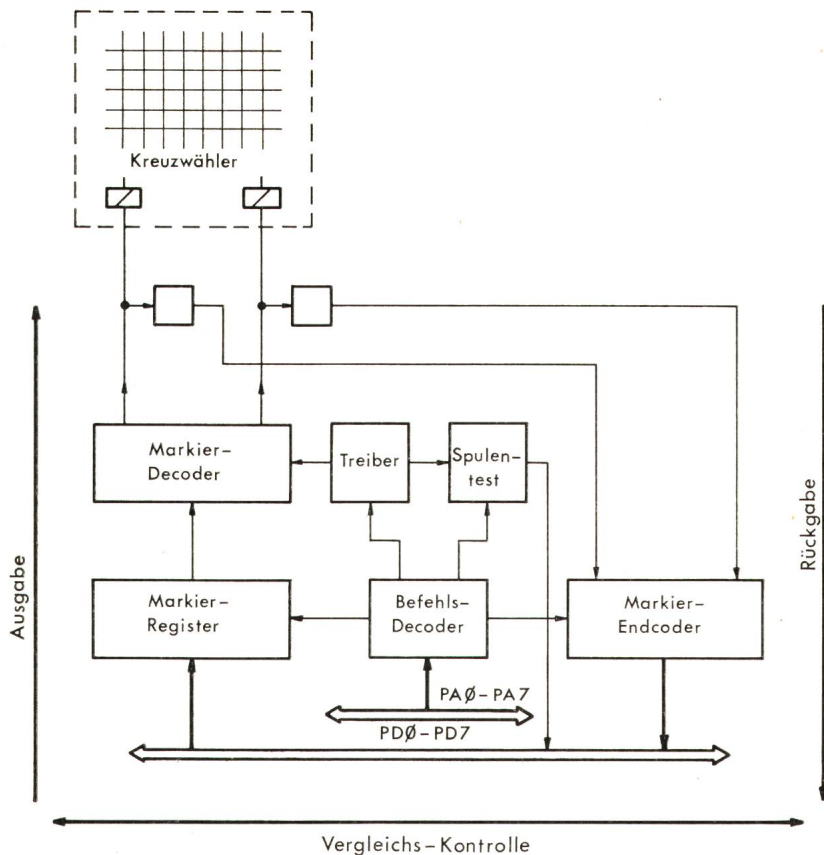 Kreuzwähler
Markier-
Decoder
Treiber
Spulen-
test
Markier-
Register
Befehls-
Decoder
Markier-
Endcoder
PAØ-PA7
PDØ-PD7
Ausgabe
Rückgabe
Vergleichs-Kontrolle